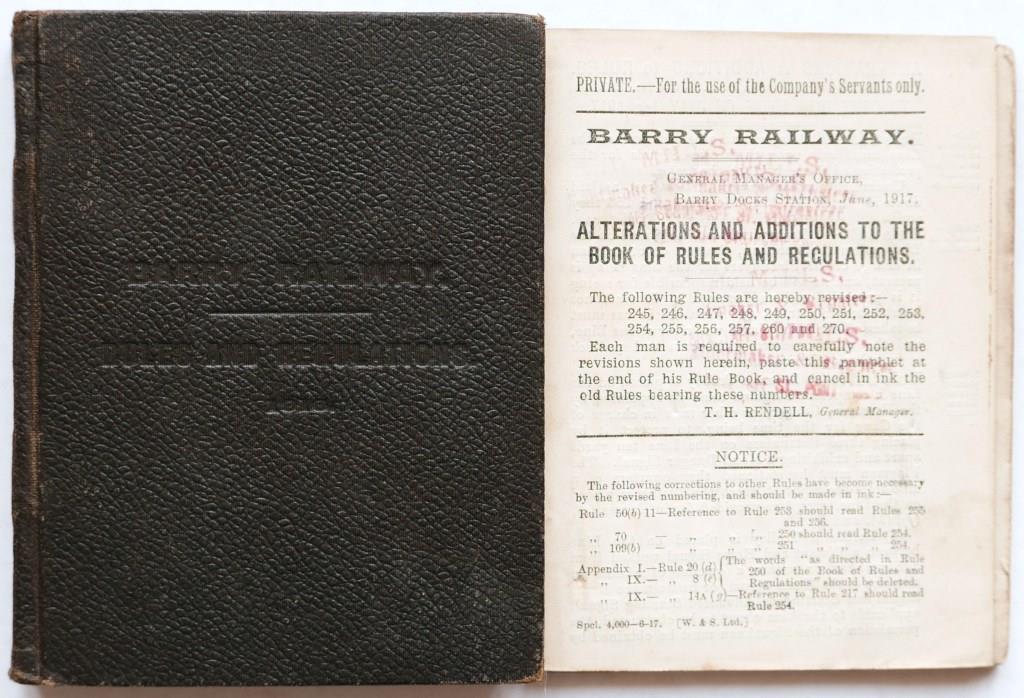 BARRY RAILWAY.
RULES AND REGULATIONS
PRIVATE.—For the use of the Company's Servants only.
BARRY RAILWAY.
GENERAL MANAGER'S OFFICE,
BARRY DOCKS STATION, June, 1917.
ALTERATIONS AND ADDITIONS TO THE
BOOK OF RULES AND REGULATIONS.
The following Rules are hereby revised:—
245, 246, 247, 248, 249, 250, 251, 252, 253,
254, 255, 256, 257, 260 and 270.
Each man is required to carefully note the
revisions shown herein, paste this pamphlet at
the end of his Rule Book, and cancel in ink the
old Rules bearing these numbers.
T. H. RENDELL, General Manager.
NOTICE.
The following corrections to other Rules have become necessary
by the revised numbering, and should be made in ink:—
Rule 50(b) 11—Reference to Rule 253 should read Rules 255
and 256.
„ 70 — „ „ „ 250 should read Rule 254.
„ 109(b) — „ „ „ 251 „ „ „ 254.
Appendix I.—Rule 20 (d) { The words "as directed in Rule
„ IX.— „ 8 (e) { 250 of the Book of Rules and
Regulations" should be deleted.
„ IX.— „ 14A (g)—Reference to Rule 217 should read
Rule 254.
Spcl. 4,000—6-17. [W. & S. Ltd.]
MILLS.
MILLS.